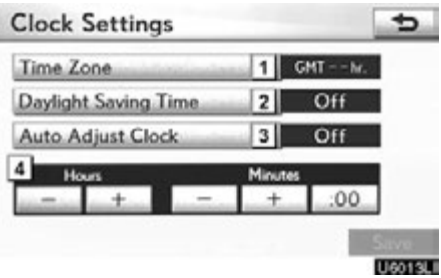 Clock Settings
Time Zone 1 GMT - - hr.
Daylight Saving Time 2 Off
Auto Adjust Clock 3 Off
4 Hours Minutes
- + - + :00
Save
U6013LS